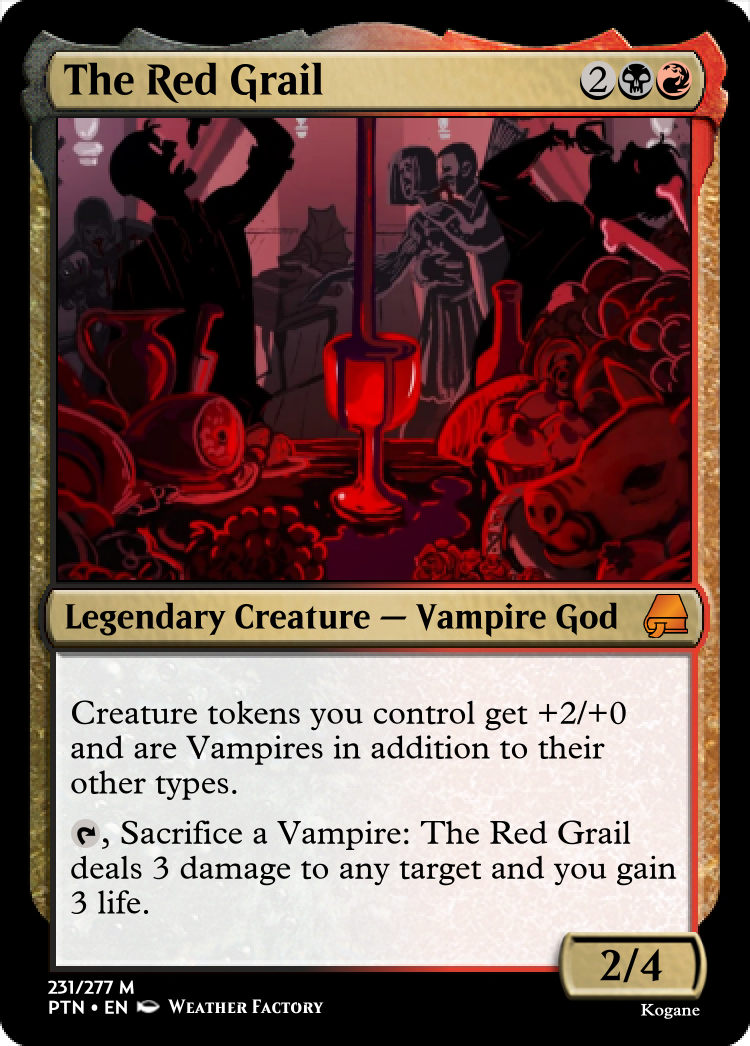 The Red Grail 2
Legendary Creature — Vampire God
Creature tokens you control get +2/+0
and are Vampires in addition to their
other types.
, Sacrifice a Vampire: The Red Grail
deals 3 damage to any target and you gain
3 life.
2/4
231/277 M
PTN • EN Weather Factory
Kogane